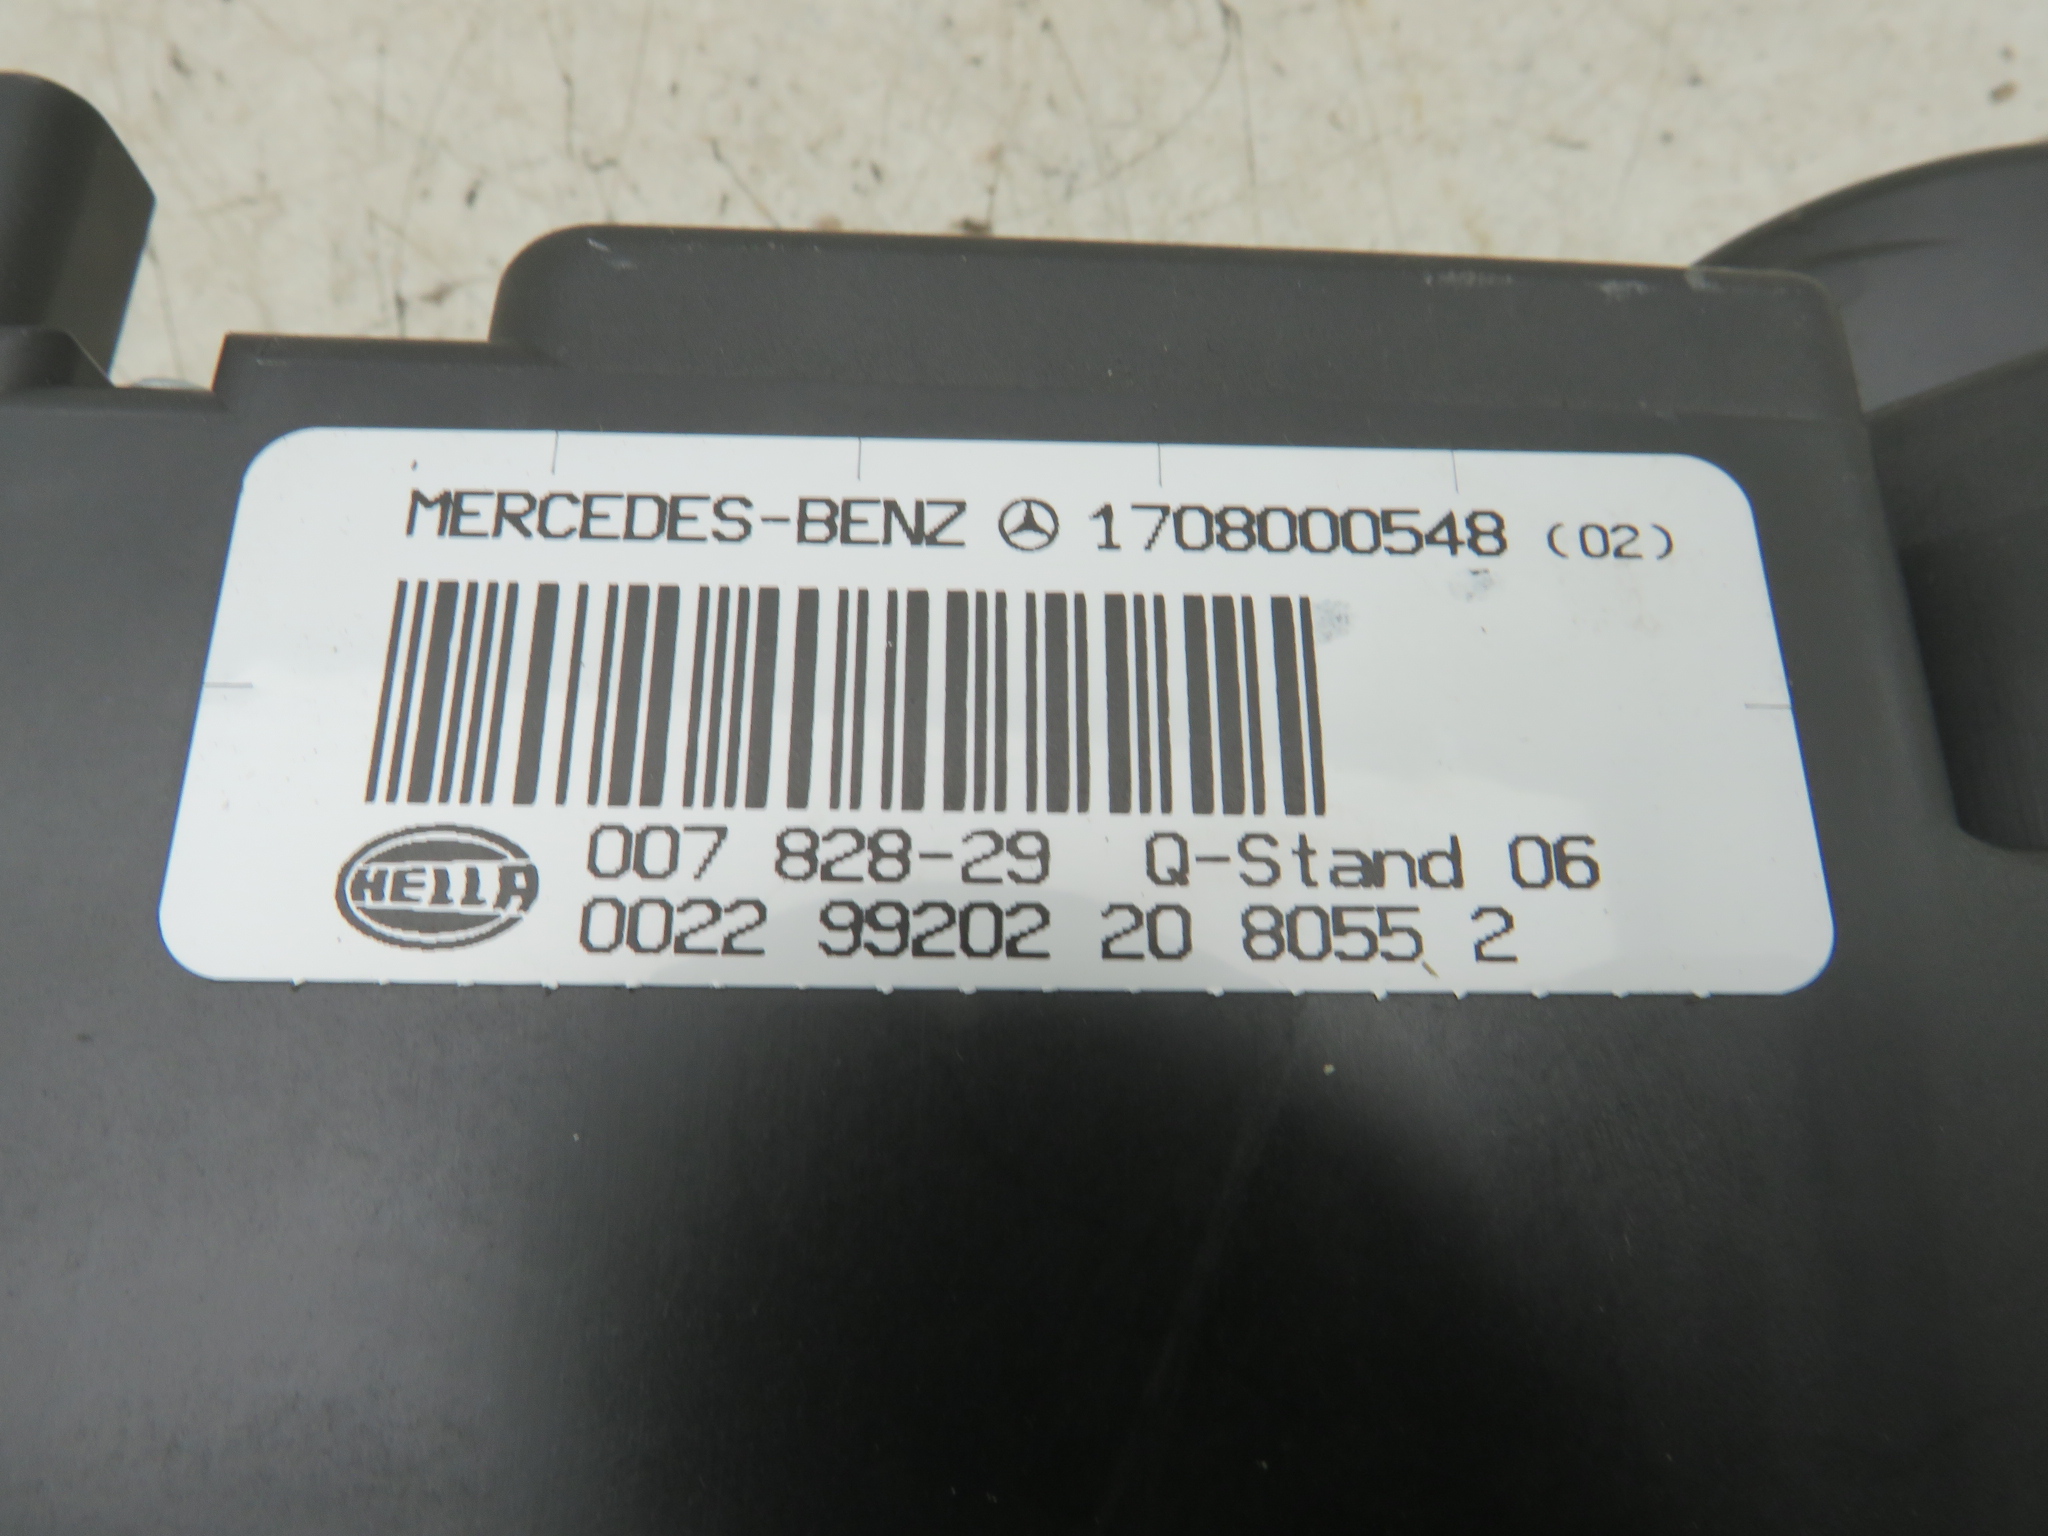 MERCEDES-BENZ 1708000548 (02)
HELLA 007 828-29 Q-Stand 06
0022 99202 20 8055 2